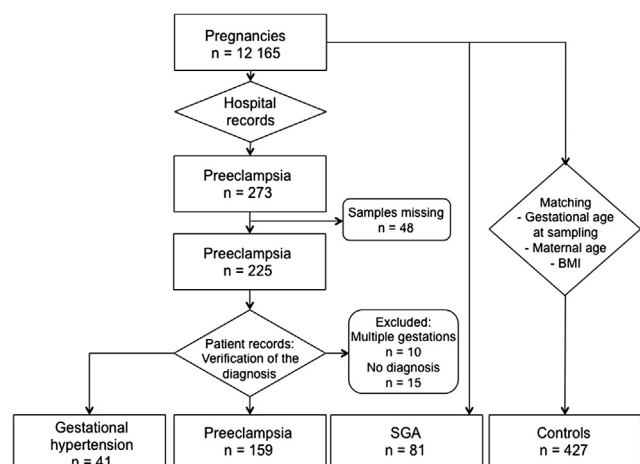 Pregnancies
n = 12 165
Hospital
records
Preeclampsia
n = 273
Samples missing
n = 48
Preeclampsia
n = 225
Matching
- Gestational age
at sampling
- Maternal age
- BMI
Patient records:
Verification of the
diagnosis
Excluded:
Multiple gestations
n = 10
No diagnosis
n = 15
Gestational
hypertension
n = 41
Preeclampsia
n = 159
SGA
n = 81
Controls
n = 427